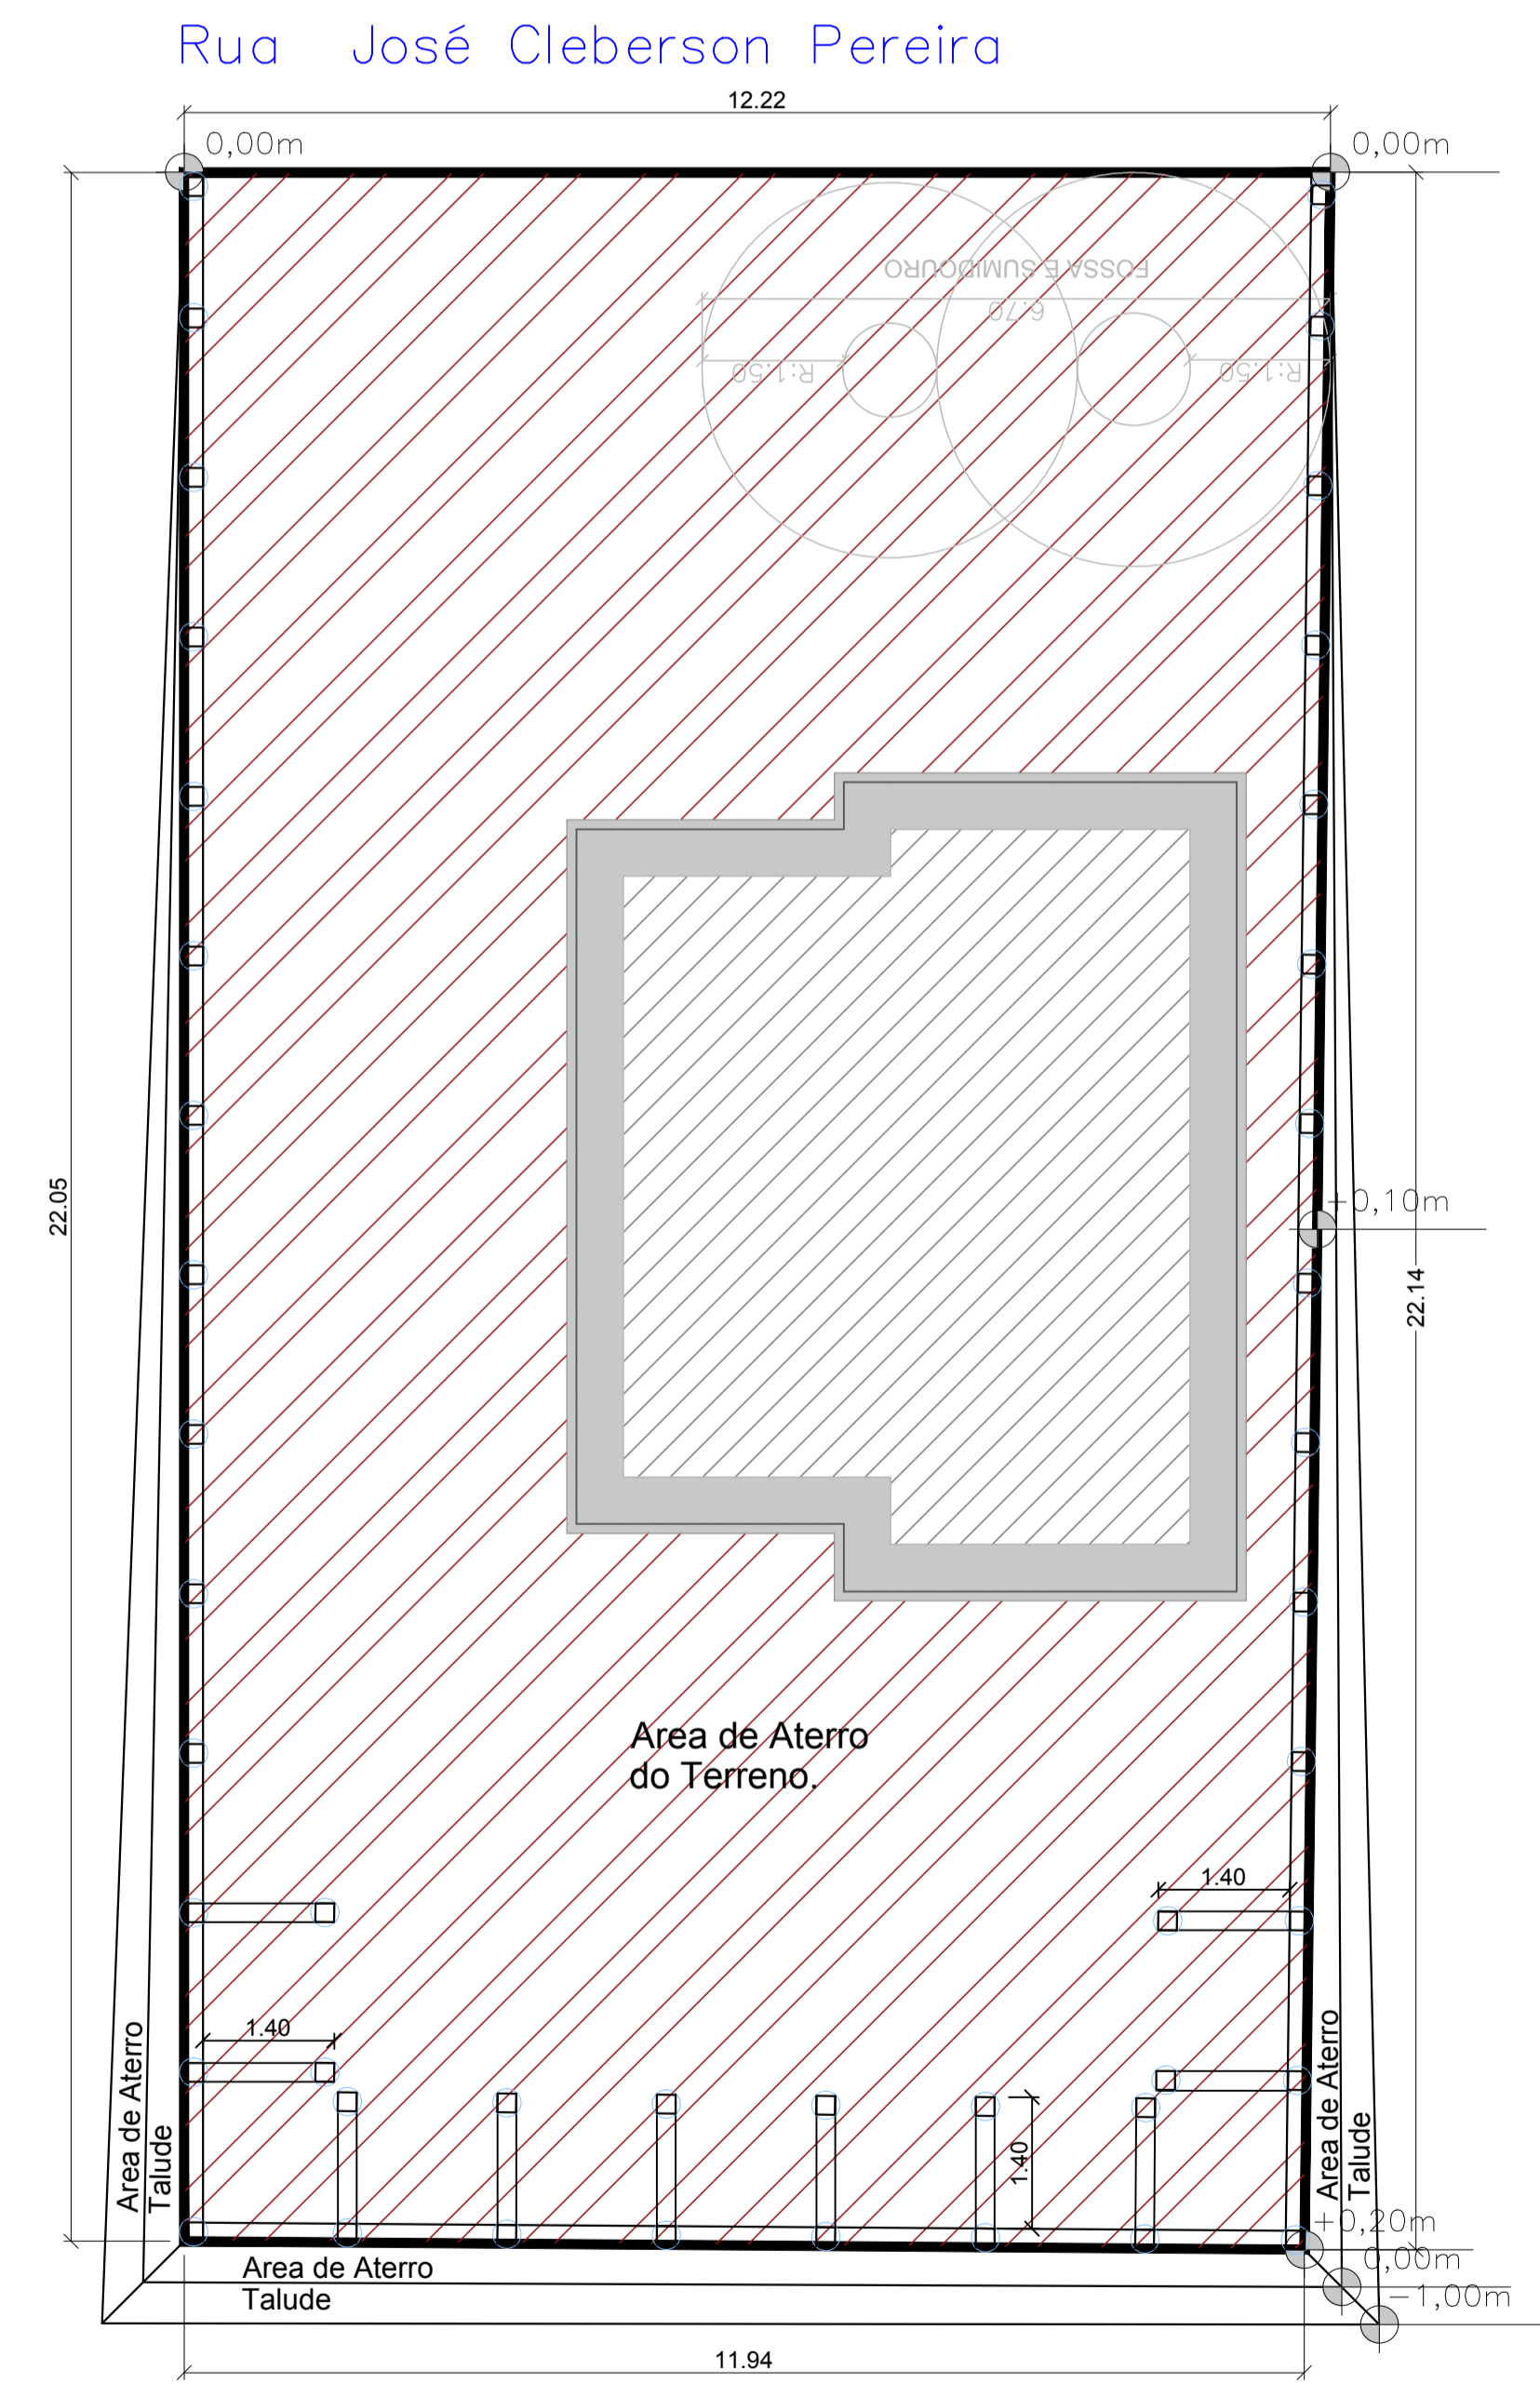 Rua José Cleberson Pereira
12.22
0,00m
0,00m
FOSSA E SUMIDOURO
6.70
R:1.50
R:1.50
+0,10m
22.05
22.14
Area de Aterro
do Terreno.
1.40
1.40
1.40
Area de Aterro
Talude
Area de Aterro
Talude
+0,20m
0,00m
-1,00m
Area de Aterro
Talude
11.94